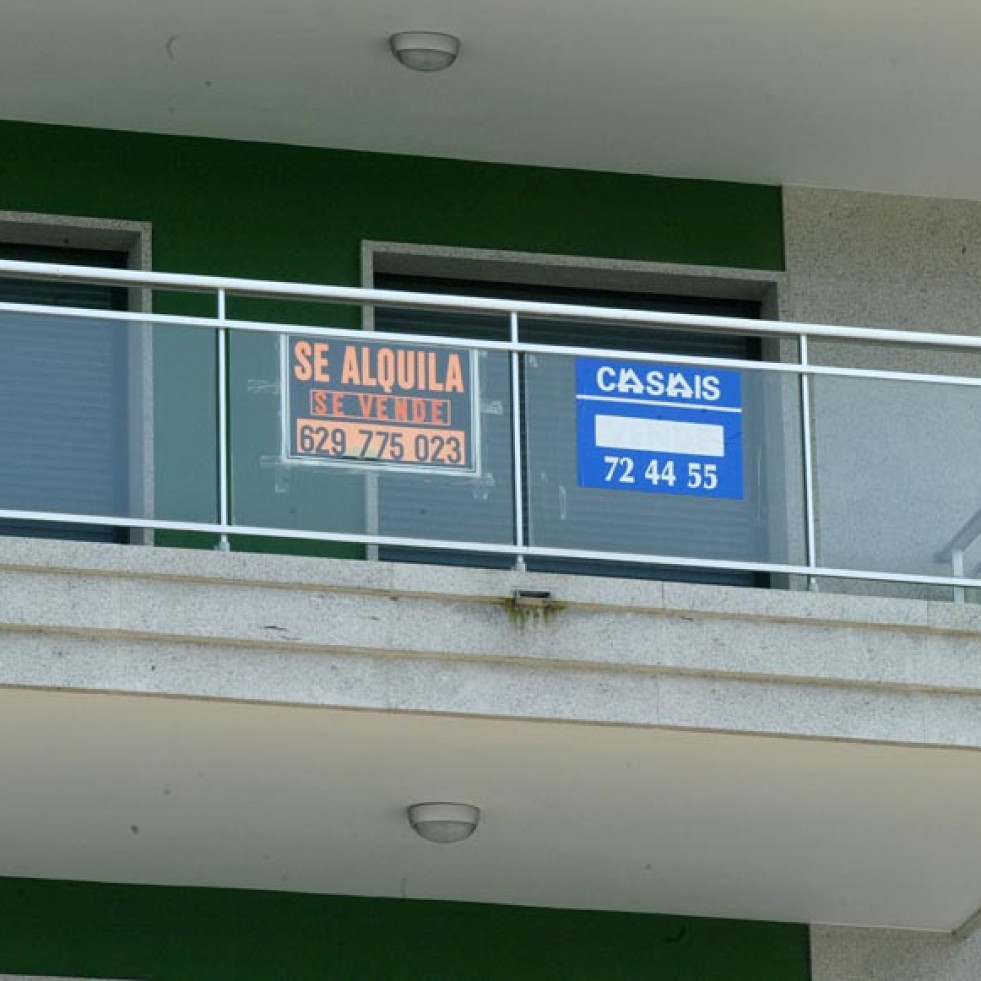 SE ALQUILA
SE VENDE
629 775 023
CASAIS
72 44 55